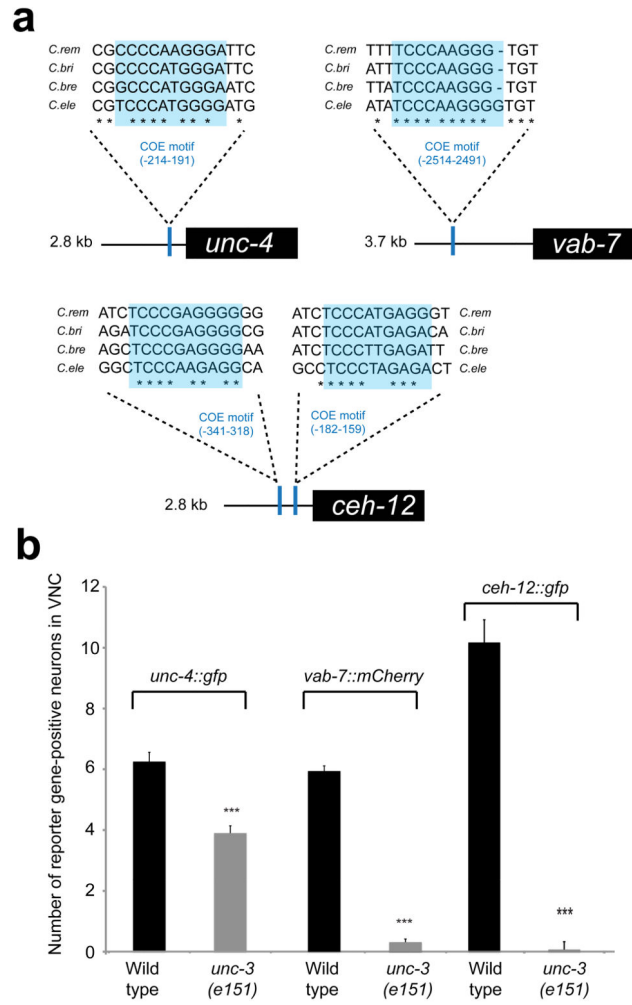 a
C.rem CGCCCCAAGGGATTC
C.bri CGCCCCATGGGATTC
C.bre CGGCCCATGGGAATC
C.ele CGTCCCATGGGGATG
* * * * * * * * * *
COE motif
(-214-191)
2.8 kb unc-4
C.rem TTTTCCCAAGGG-TGT
C.bri ATTTCCCAAGGG-TGT
C.bre TTATCCCAAGGG-TGT
C.ele ATATCCCAAGGGGTGT
* * * * * * * * * * * * *
COE motif
(-2514-2491)
3.7 kb vab-7
ATCTCCCGAGGGGGG ATCTCCCATGAGGGT C.rem
AGATCCCGAGGGGCG ATCTCCCATGAGACA C.bri
AGCTCCCGAGGGGAA ATCTCCCTTGAGATT C.bre
GGCTCCCAAGAGGCA GCCTCCCTAGAGACT C.ele
* * * * * * * * * * * * * * * *
COE motif
(-341-318)
COE motif
(-182-159)
2.8 kb ceh-12
b
Number of reporter gene-positive neurons in VNC
12
10
8
6
4
2
0
unc-4::gfp
vab-7::mCherry
ceh-12::gfp
***
***
***
Wild type
unc-3 (e151)
Wild type
unc-3 (e151)
Wild type
unc-3 (e151)